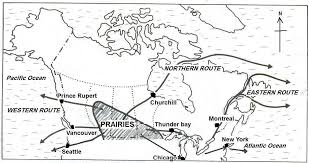 N
NORTHERN ROUTE
EASTERN ROUTE
Pacific Ocean
Prince Rupert
Churchill
WESTERN ROUTE
PRAIRIES
Thunder bay
Montreal
Vancouver
New York
Seattle
Atlantic Ocean
Chicago